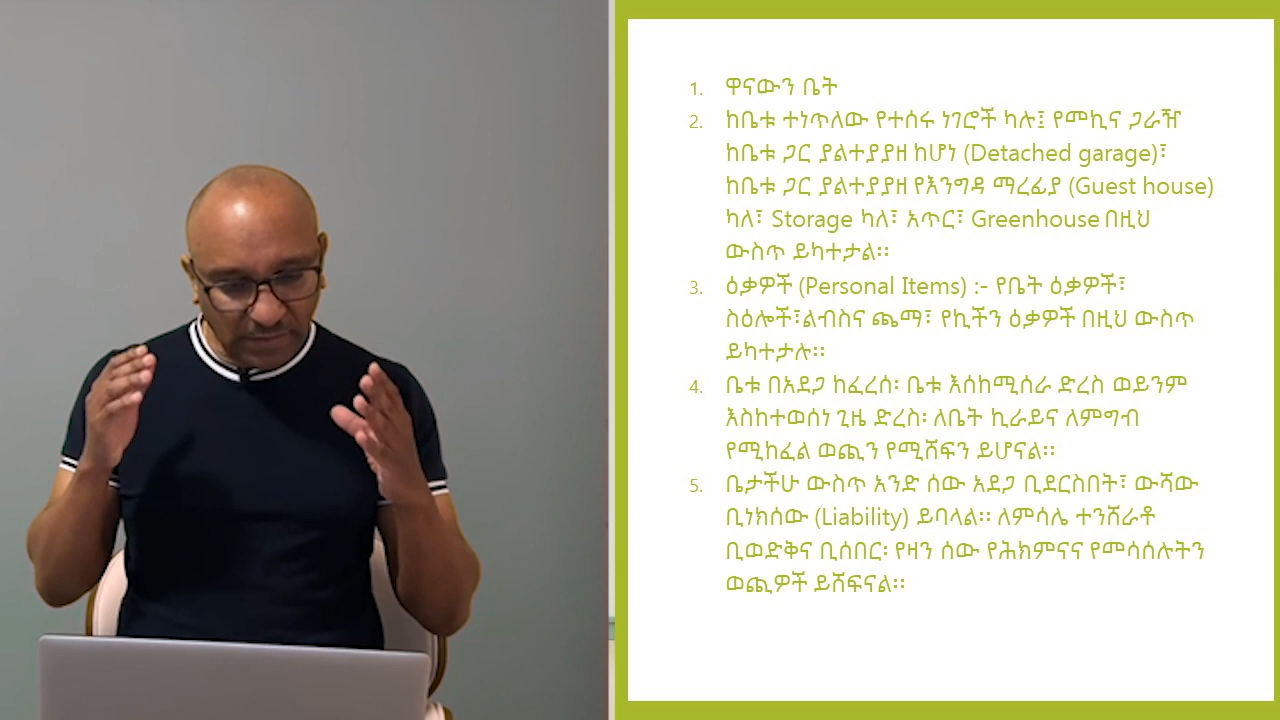 1. ዋናውን ቤት
2. ከቤቱ ተነጥለው የተሰሩ ነገሮች ካሉ፤ የመኪና ጋራዥ
ከቤቱ ጋር ያልተያያዘ ከሆነ (Detached garage)፣
ከቤቱ ጋር ያልተያያዘ የእንግዳ ማረፊያ (Guest house)
ካለ፣ Storage ካለ፣ አጥር፣ Greenhouse በዚህ
ውስጥ ይካተታል፡፡
3. ዕቃዎች (Personal Items) :- የቤት ዕቃዎች፣
ስዕሎች፣ልብስና ጫማ፣ የኪችን ዕቃዎች በዚህ ውስጥ
ይካተታሉ፡፡
4. ቤቱ በአደጋ ከፈረሰ፡ ቤቱ እሰከሚሰራ ድረስ ወይንም
እስከተወሰነ ጊዜ ድረስ፡ ለቤት ኪራይና ለምግብ
የሚከፈል ወጪን የሚሸፍን ይሆናል፡፡
5. ቤታችሁ ውስጥ አንድ ሰው አደጋ ቢደርስበት፣ ውሻው
ቢነክሰው (Liability) ይባላል፡፡ ለምሳሌ ተንሸራቶ
ቢወድቅና ቢሰበር፡ የዛን ሰው የሕክምናና የመሳሰሉትን
ወጪዎች ይሸፍናል፡፡